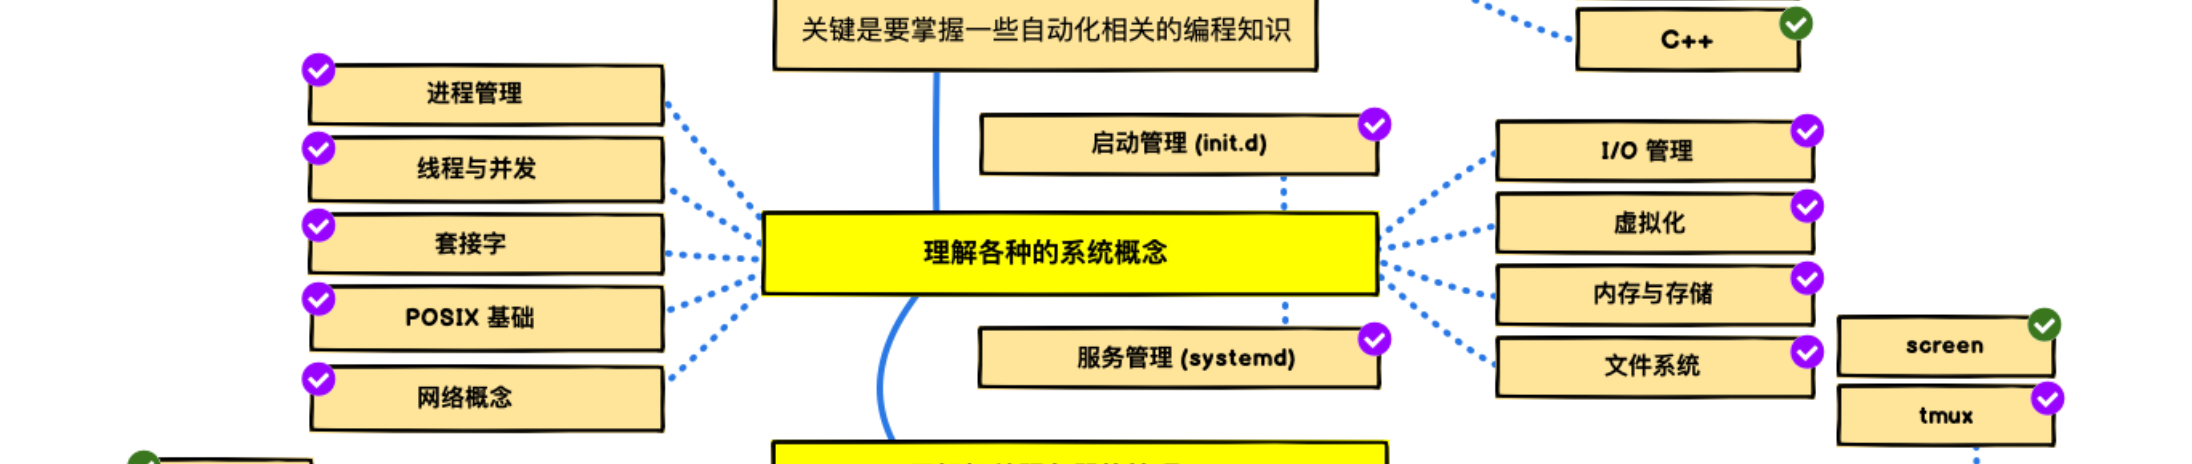 关键是要掌握一些自动化相关的编程知识
C++
进程管理
线程与并发
套接字
POSIX 基础
网络概念
启动管理 (init.d)
理解各种的系统概念
服务管理 (systemd)
I/O 管理
虚拟化
内存与存储
文件系统
screen
tmux